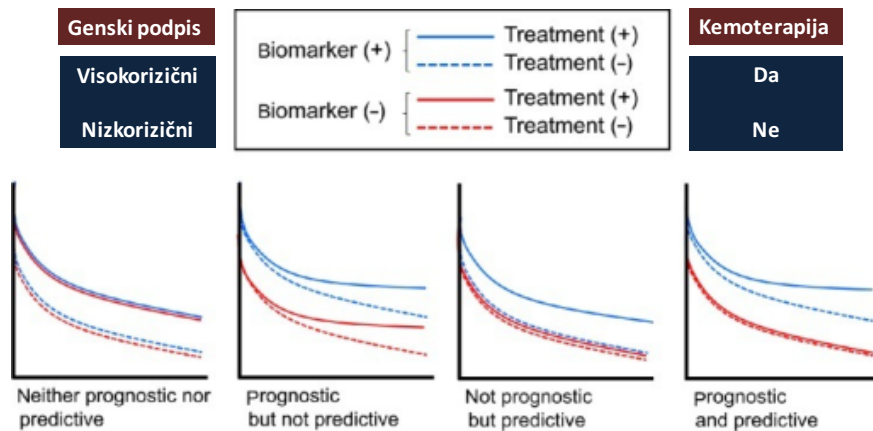 Genski podpis
Visokorizični
Nizkorizični
Biomarker (+)
Treatment (+)
Treatment (−)
Biomarker (-)
Treatment (+)
Treatment (−)
Kemoterapija
Da
Ne
Neither prognostic nor
predictive
Prognostic
but not predictive
Not prognostic
but predictive
Prognostic
and predictive